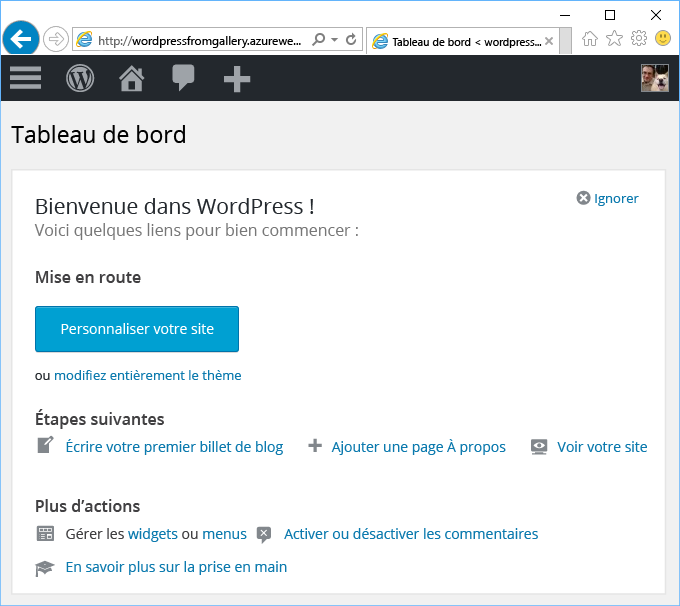 http://wordpressfromgallery.azurewe...
Tableau de bord < wordpress...
Tableau de bord
Ignorer
Bienvenue dans WordPress !
Voici quelques liens pour bien commencer :
Mise en route
Personnaliser votre site
ou modifiez entièrement le thème
Étapes suivantes
Écrire votre premier billet de blog Ajouter une page À propos Voir votre site
Plus d'actions
Gérer les widgets ou menus Activer ou désactiver les commentaires
En savoir plus sur la prise en main